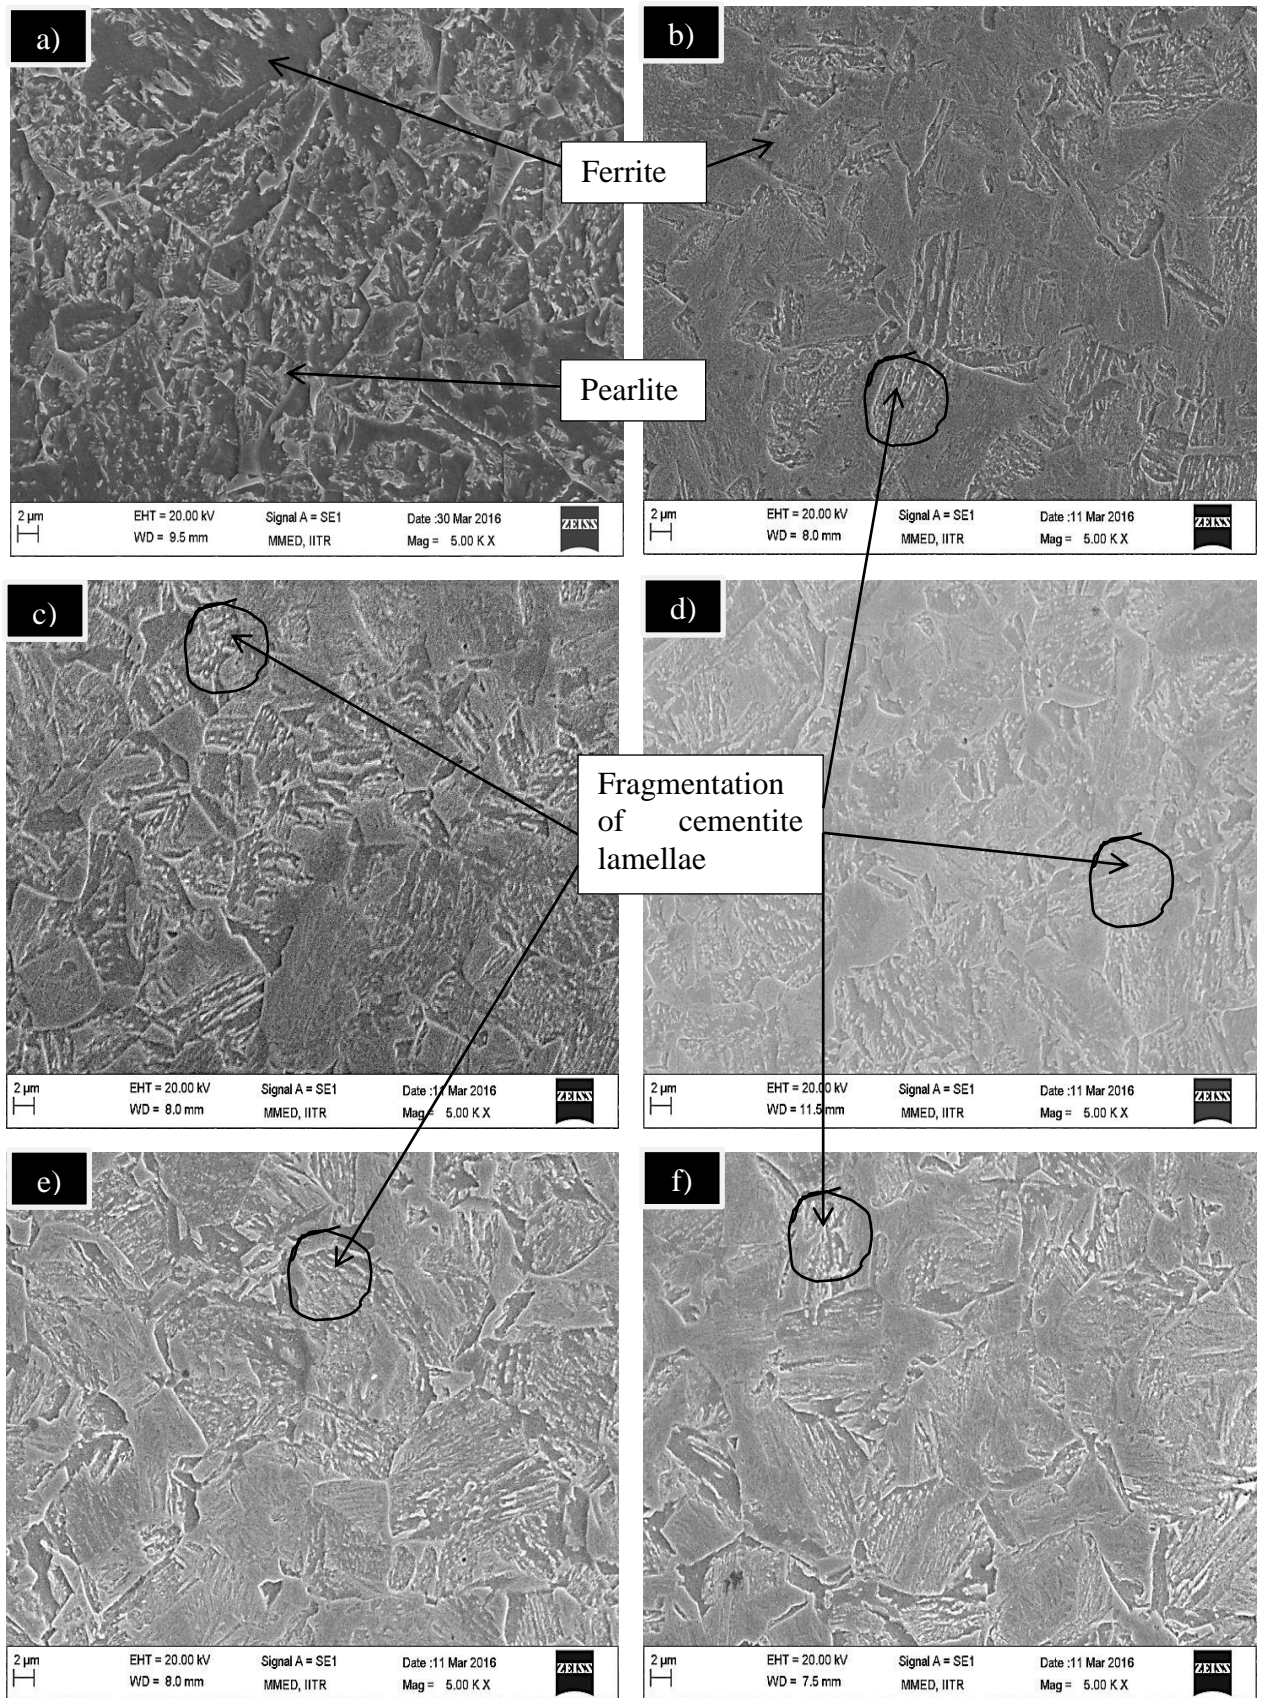 a)
b)
Ferrite
Pearlite
2 µm
EHT = 20.00 kV
Signal A = SE1
Date :30 Mar 2016
ZEISS
WD = 9.5 mm
MMED, IITR
Mag = 5.00 K X
2 µm
EHT = 20.00 kV
Signal A = SE1
Date :11 Mar 2016
ZEISS
WD = 8.0 mm
MMED, IITR
Mag = 5.00 K X
c)
d)
Fragmentation
of cementite
lamellae
2 µm
EHT = 20.00 kV
Signal A = SE1
Date :11 Mar 2016
ZEISS
WD = 8.0 mm
MMED, IITR
Mag = 5.00 K X
2 µm
EHT = 20.00 kV
Signal A = SE1
Date :11 Mar 2016
ZEISS
WD = 11.5 mm
MMED, IITR
Mag = 5.00 K X
e)
f)
2 µm
EHT = 20.00 kV
Signal A = SE1
Date :11 Mar 2016
ZEISS
WD = 8.0 mm
MMED, IITR
Mag = 5.00 K X
2 µm
EHT = 20.00 kV
Signal A = SE1
Date :11 Mar 2016
ZEISS
WD = 7.5 mm
MMED, IITR
Mag = 5.00 K X